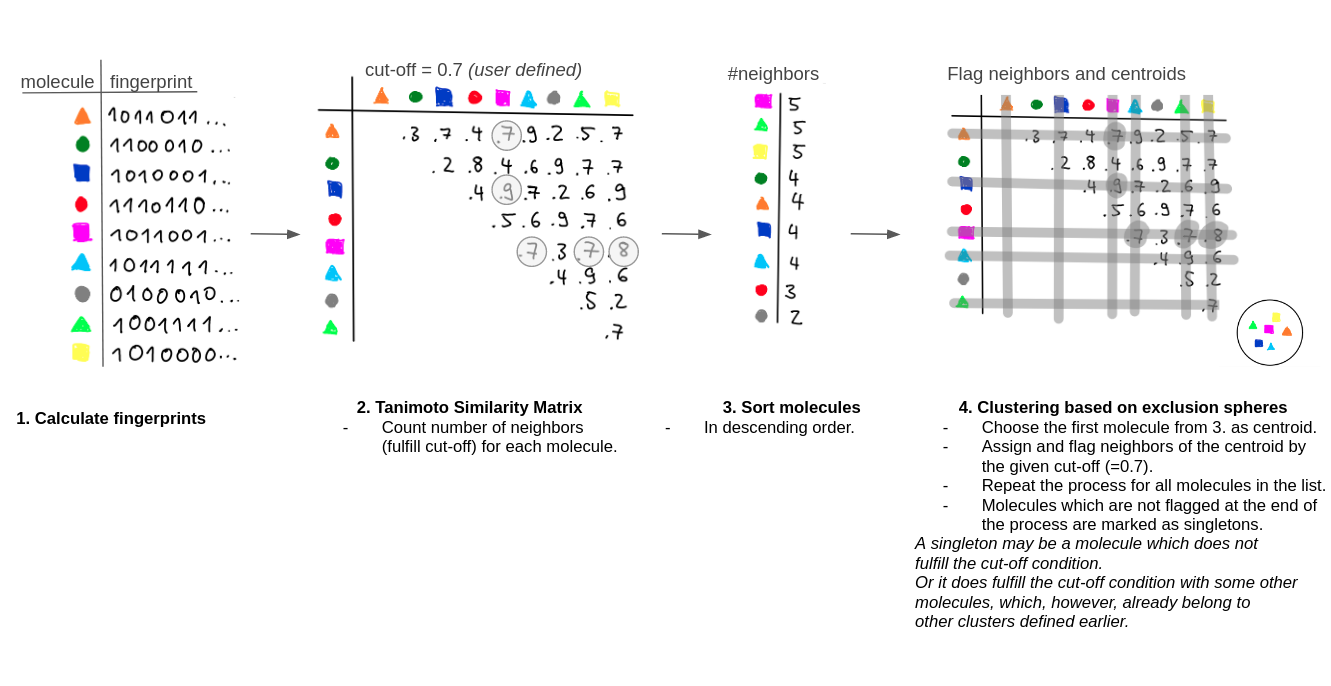 molecule fingerprint
1011011...
1100010...
1010001...
1110110...
1011001...
1011111...
0100010...
1001111...
1010000...
1. Calculate fingerprints
cut-off = 0.7 (user defined)
.3 .7 .4 .7 .9 .2 .5 .7
.2 .8 .4 .6 .9 .7 .7
.4 .9 .7 .2 .6 .9
.5 .6 .9 .7 .6
.7 .3 .7 .8
.4 .9 .6
.5 .2
.7
2. Tanimoto Similarity Matrix
- Count number of neighbors
(fulfill cut-off) for each molecule.
#neighbors
5
5
5
4
4
4
4
3
2
3. Sort molecules
- In descending order.
Flag neighbors and centroids
.3 .7 .4 .7 .9 .2 .5 .7
.2 .8 .4 .6 .9 .7 .7
.4 .9 .7 .2 .6 .9
.5 .6 .9 .7 .6
.7 .3 .7 .8
.4 .9 .6
.5 .2
.7
4. Clustering based on exclusion spheres
- Choose the first molecule from 3. as centroid.
- Assign and flag neighbors of the centroid by
the given cut-off (=0.7).
- Repeat the process for all molecules in the list.
- Molecules which are not flagged at the end of
the process are marked as singletons.
A singleton may be a molecule which does not
fulfill the cut-off condition.
Or it does fulfill the cut-off condition with some other
molecules, which, however, already belong to
other clusters defined earlier.